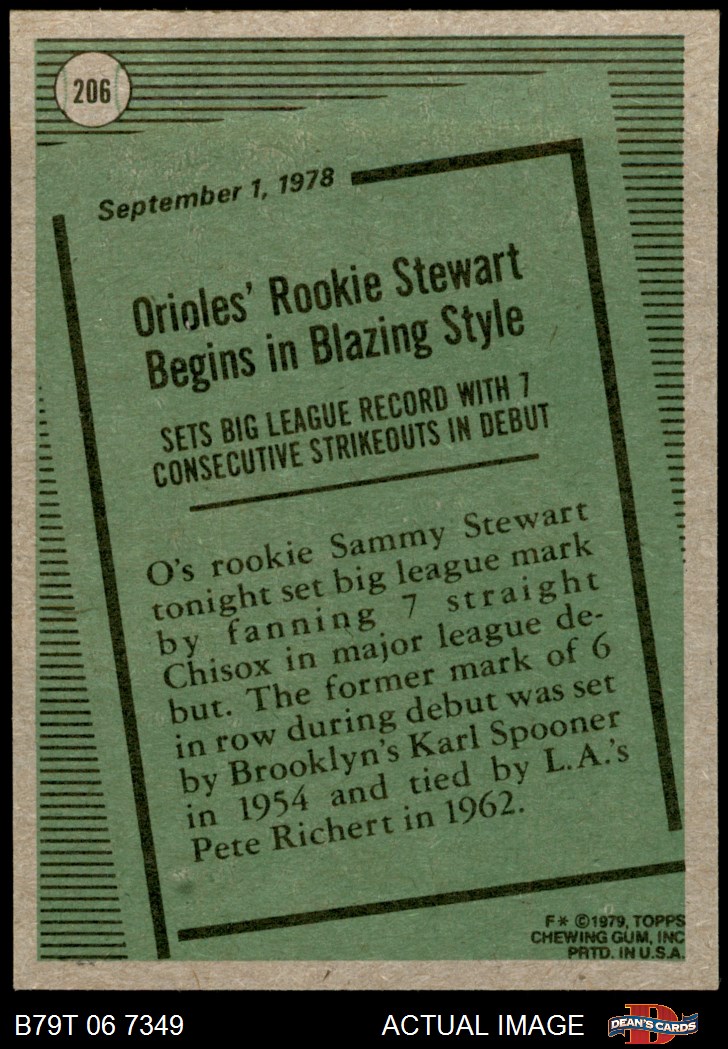 206
September 1, 1978
Orioles' Rookie Stewart
Begins in Blazing Style
SETS BIG LEAGUE RECORD WITH 7
CONSECUTIVE STRIKEOUTS IN DEBUT
O's rookie Sammy Stewart
tonight set big league mark
by fanning 7 straight
Chisox in major league de-
but. The former mark of 6
in row during debut was set
by Brooklyn's Karl Spooner
in 1954 and tied by L.A.'s
Pete Richert in 1962.
F* ©1979, TOPPS
CHEWING GUM, INC
PRTD. IN U.S.A.
B79T 06 7349 ACTUAL IMAGE DEAN'S CARDS